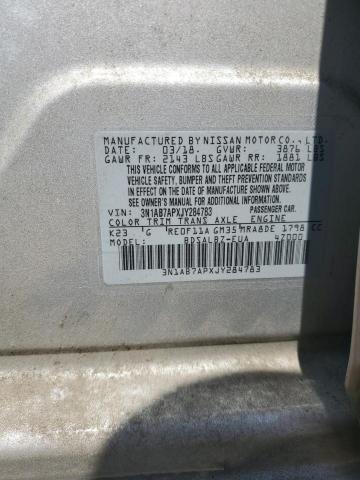 MANUFACTURED BY NISSAN MOTOR CO., LTD.
DATE: 03/18. GVWR: 3876 LBS
GAWR FR: 2143 LBS GAWR RR: 1881 LBS
THIS VEHICLE CONFORMS TO ALL APPLICABLE FEDERAL MOTOR
VEHICLE SAFETY, BUMPER AND THEFT PREVENTION STANDARDS
IN EFFECT ON THE DATE OF MANUFACTURE SHOWN ABOVE.
SEE OWNER'S MANUAL FOR ADDITIONAL INFORMATION.
VIN: 3N1AB7APXJY284783 PASSENGER CAR.
COLOR TRIM TRANS AXLE ENGINE
K23 G RE0F11A GM35 MRA8DE 1798 CC
MODEL: BDSALB7-EUA 47000
3N1AB7APXJY284783